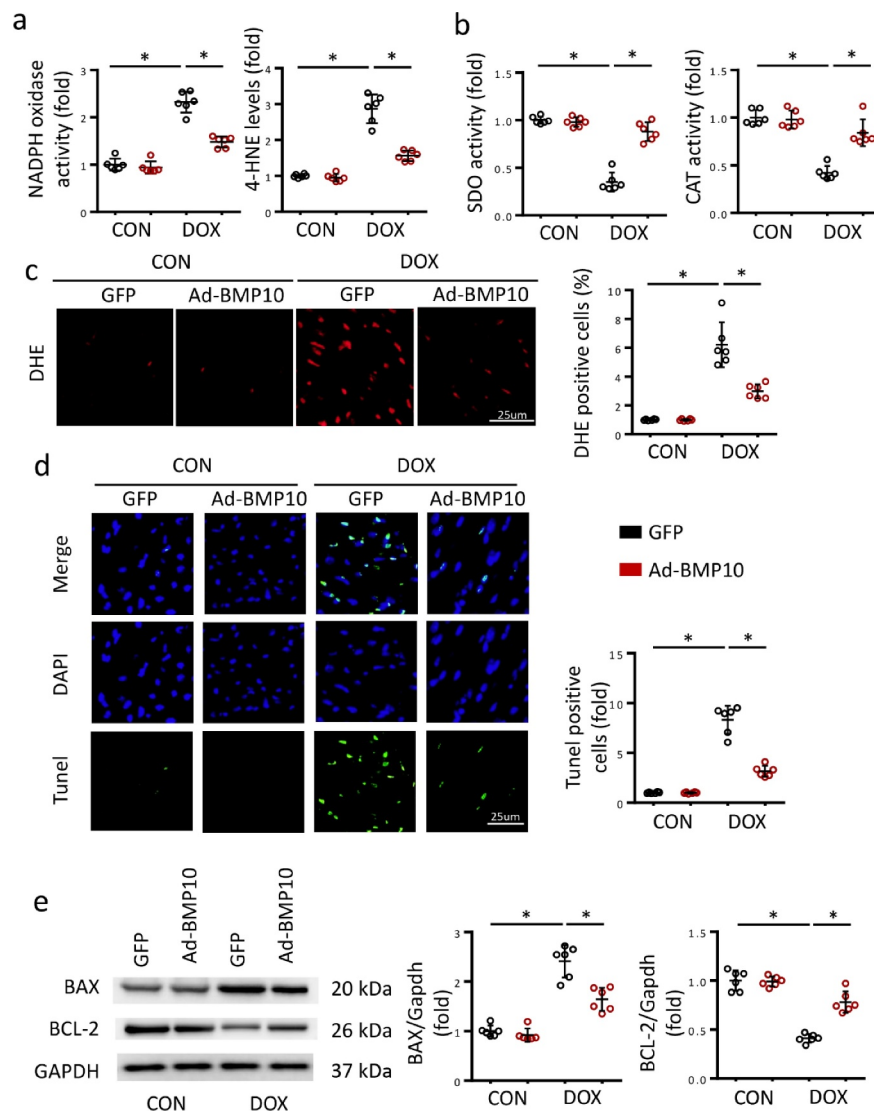 a
NADPH oxidase
activity (fold)
3
2
1
0
* *
CON DOX
4-HNE levels (fold)
4
3
2
1
0
* *
CON DOX
b
SDO activity (fold)
1.5
1.0
0.5
0.0
* *
CON DOX
CAT activity (fold)
1.5
1.0
0.5
0.0
* *
CON DOX
c
CON DOX
GFP Ad-BMP10 GFP Ad-BMP10
DHE
25um
DHE positive cells (%)
10
8
6
4
2
0
* *
CON DOX
d
CON DOX
GFP Ad-BMP10 GFP Ad-BMP10
Merge
DAPI
Tunel
25um
GFP
Ad-BMP10
Tunel positive
cells (fold)
15
10
5
0
* *
CON DOX
e
GFP Ad-BMP10 GFP Ad-BMP10
BAX 20 kDa
BCL-2 26 kDa
GAPDH 37 kDa
CON DOX
BAX/Gapdh
(fold)
3
2
1
0
* *
CON DOX
BCL-2/Gapdh
(fold)
1.5
1.0
0.5
0.0
* *
CON DOX